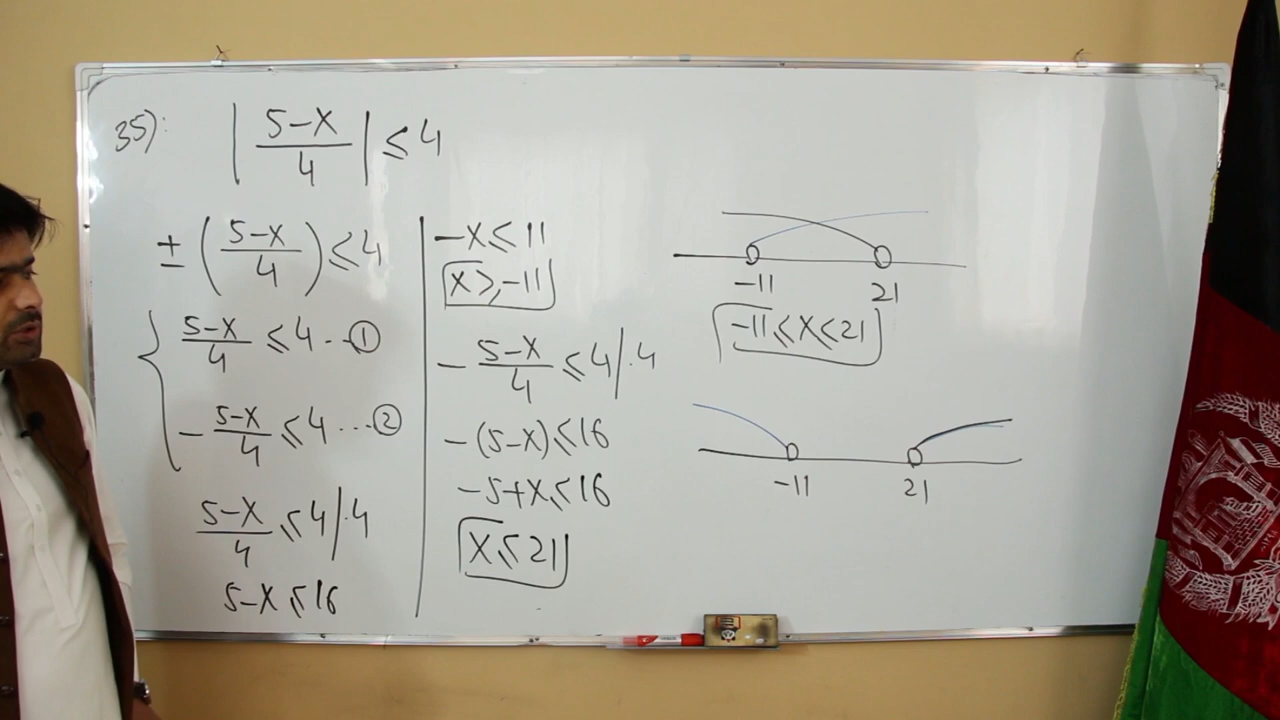 35): | (5-x)/4 | ≤ 4
± ( (5-x)/4 ) ≤ 4
{ (5-x)/4 ≤ 4 ... ①
- (5-x)/4 ≤ 4 ... ②
(5-x)/4 ≤ 4 / ·4
5-x ≤ 16
-x ≤ 11
x ≥ -11
- (5-x)/4 ≤ 4 / ·4
-(5-x) ≤ 16
-5+x ≤ 16
x ≤ 21
-11 21
-11 ≤ x ≤ 21
-11 21